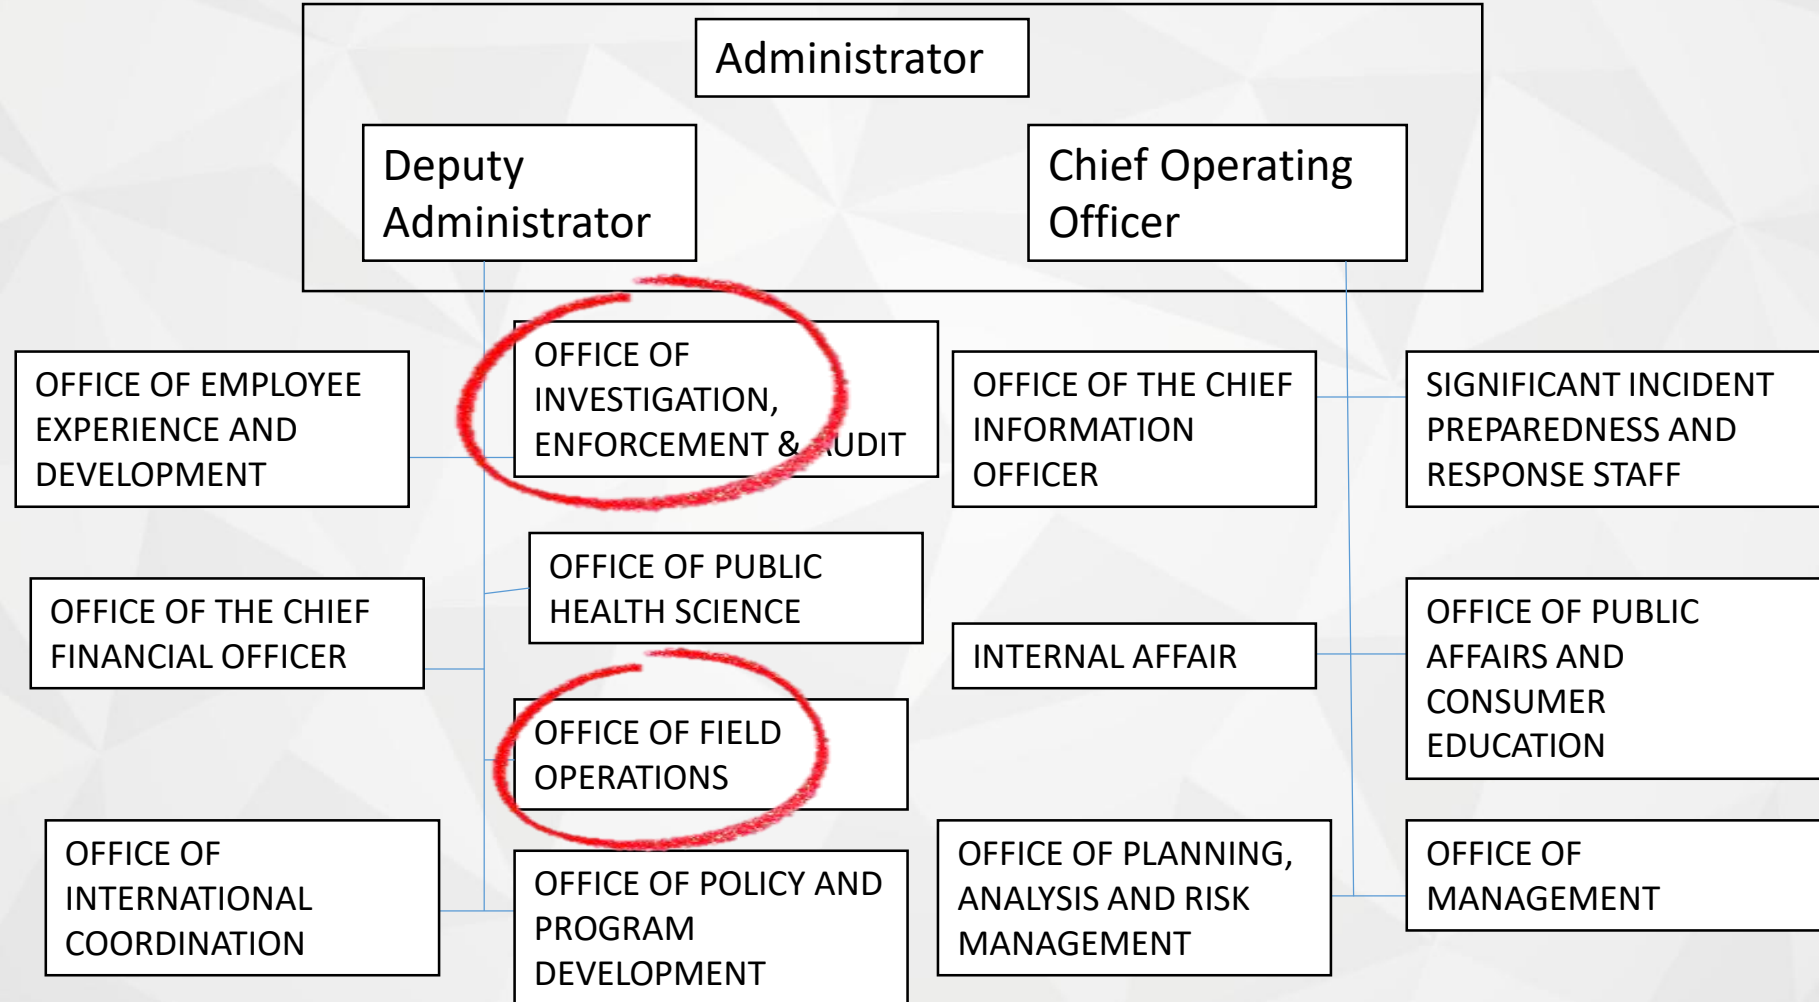 Administrator
Deputy
Administrator
Chief Operating
Officer
OFFICE OF EMPLOYEE
EXPERIENCE AND
DEVELOPMENT
OFFICE OF
INVESTIGATION,
ENFORCEMENT & AUDIT
OFFICE OF THE CHIEF
INFORMATION
OFFICER
SIGNIFICANT INCIDENT
PREPAREDNESS AND
RESPONSE STAFF
OFFICE OF THE CHIEF
FINANCIAL OFFICER
OFFICE OF PUBLIC
HEALTH SCIENCE
INTERNAL AFFAIR
OFFICE OF PUBLIC
AFFAIRS AND
CONSUMER
EDUCATION
OFFICE OF FIELD
OPERATIONS
OFFICE OF
INTERNATIONAL
COORDINATION
OFFICE OF POLICY AND
PROGRAM
DEVELOPMENT
OFFICE OF PLANNING,
ANALYSIS AND RISK
MANAGEMENT
OFFICE OF
MANAGEMENT